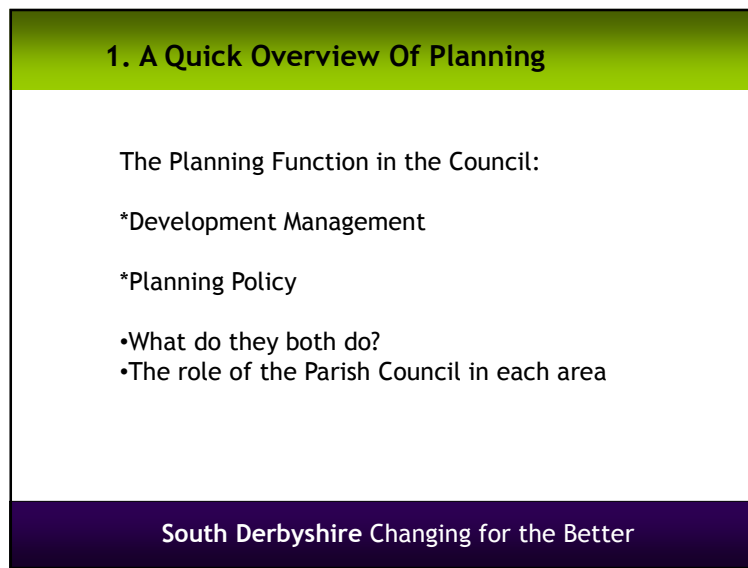 1. A Quick Overview Of Planning
The Planning Function in the Council:
*Development Management
*Planning Policy
•What do they both do?
•The role of the Parish Council in each area
South Derbyshire Changing for the Better